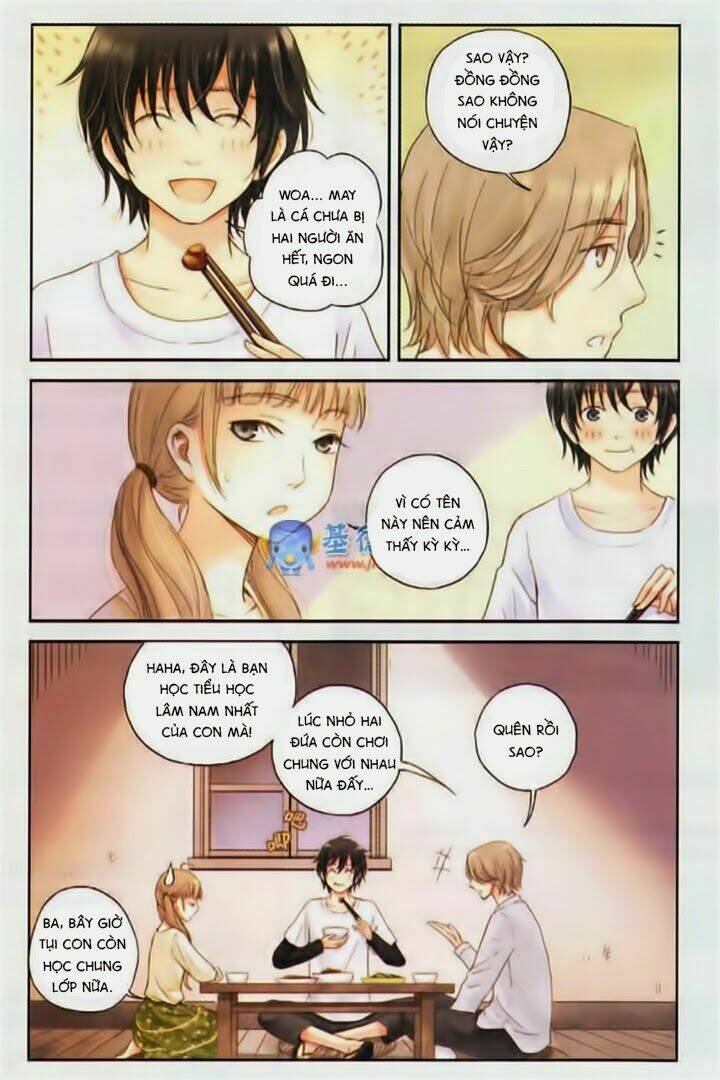 WOA... MAY
LÀ CÁ CHƯA BỊ
HAI NGƯỜI ĂN
HẾT, NGON
QUÁ ĐI...
SAO VẬY?
ĐỒNG ĐỒNG
SAO KHÔNG
NÓI CHUYỆN
VẬY?
VÌ CÓ TÊN
NÀY NÊN CẢM
THẤY KỲ KỲ...
基德
www.j
HAHA, ĐÂY LÀ BẠN
HỌC TIỂU HỌC
LÂM NAM NHẤT
CỦA CON MÀ!
LÚC NHỎ HAI
ĐỨA CÒN CHƠI
CHUNG VỚI NHAU
NỮA ĐẤY...
QUÊN RỒI
SAO?
BA, BÂY GIỜ
TỤI CON CÒN
HỌC CHUNG
LỚP NỮA.